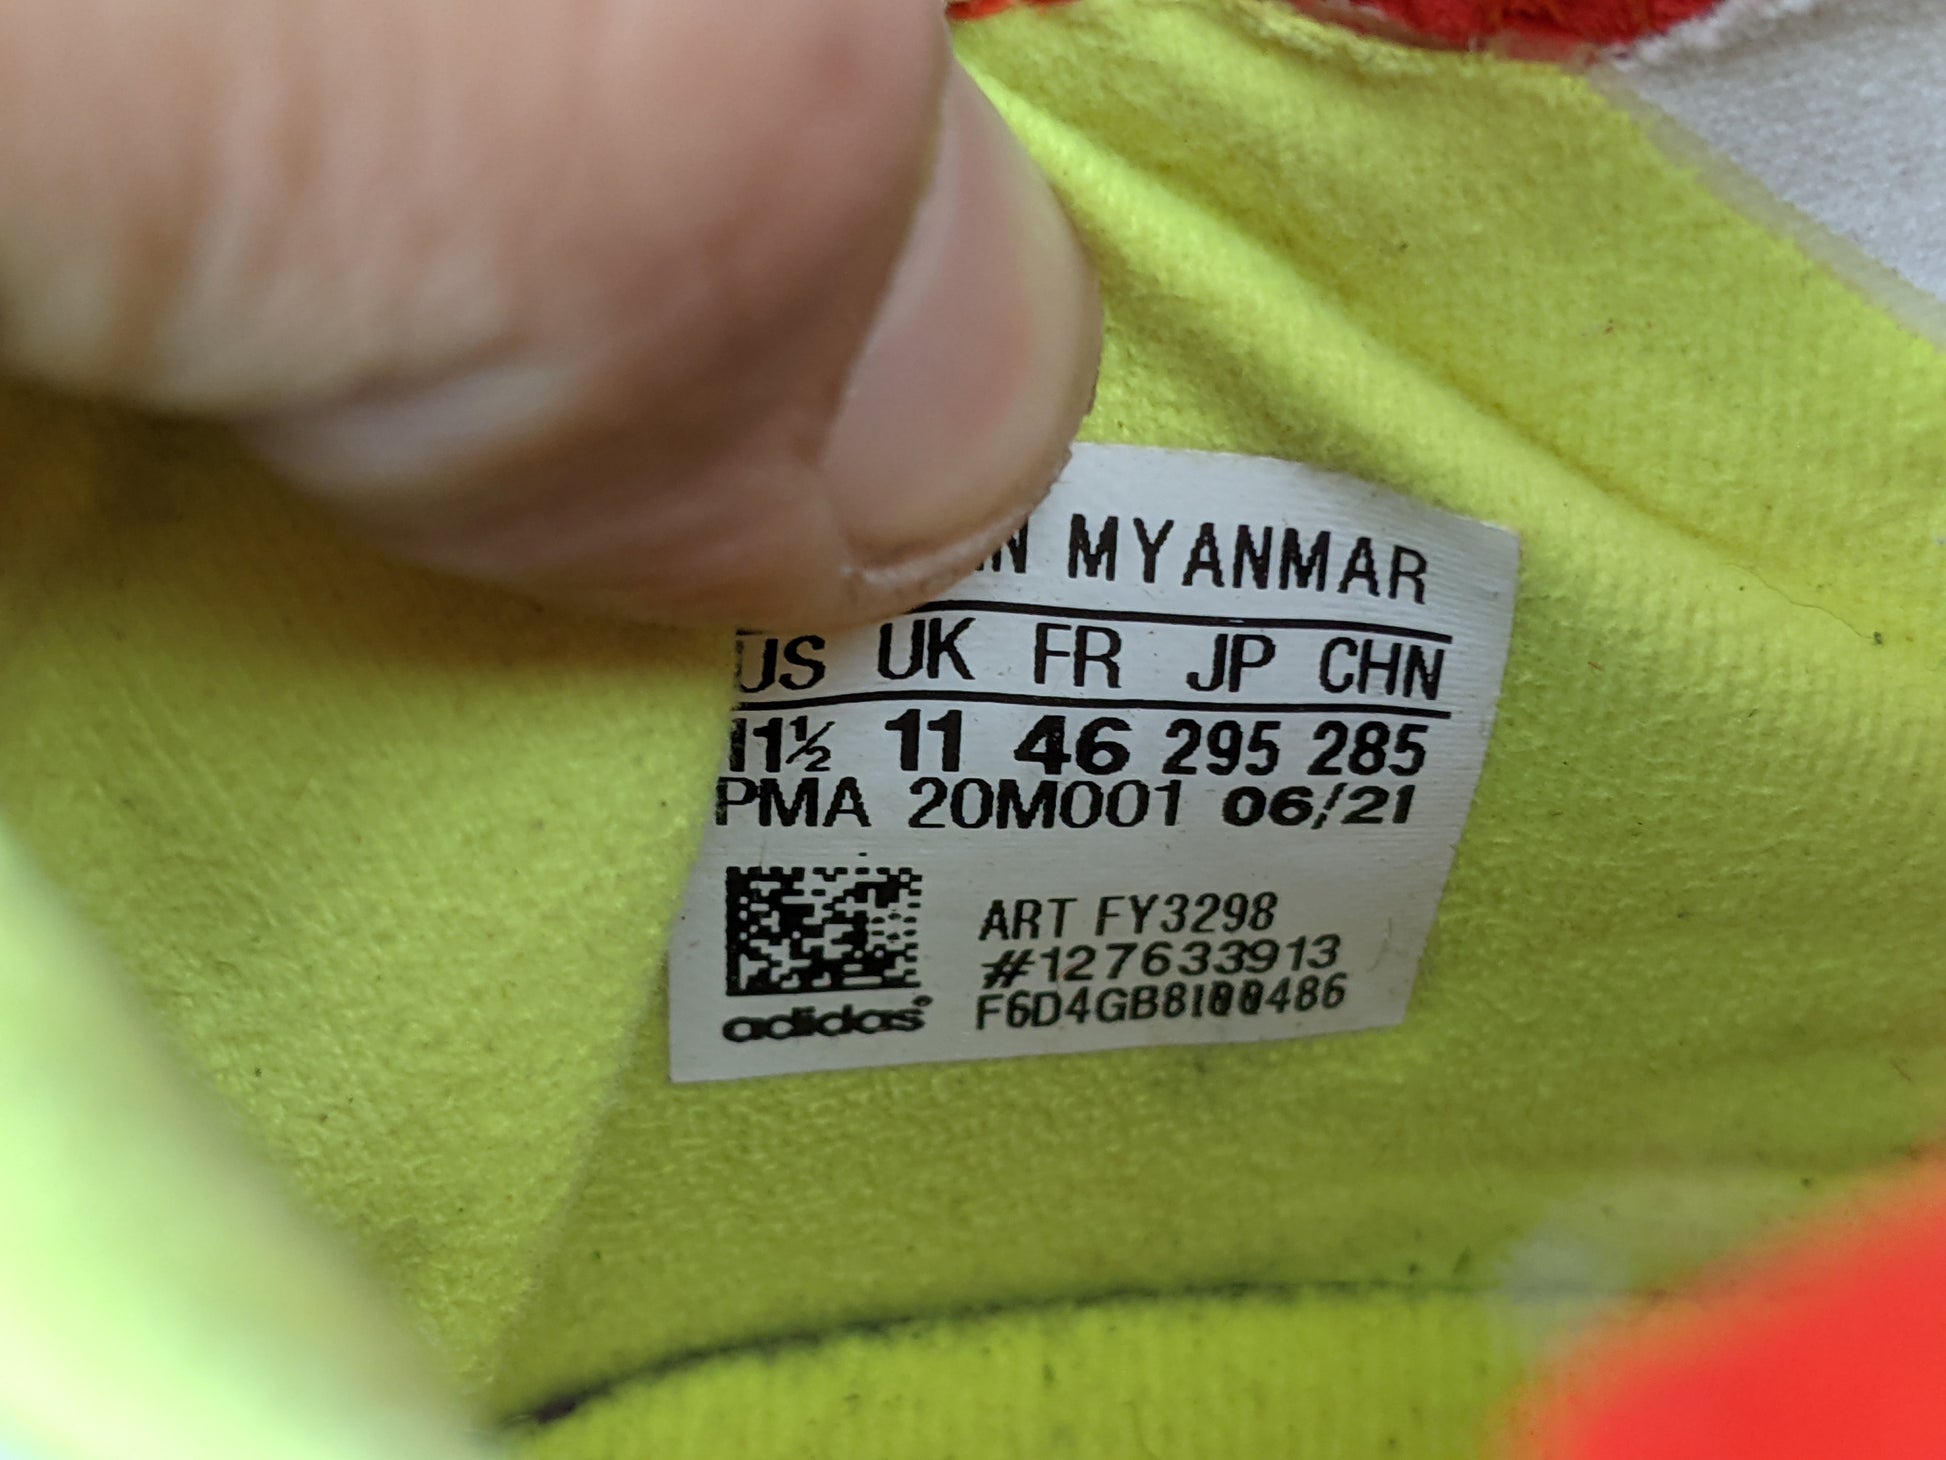 MYANMAR
US UK FR JP CHN
11½ 11 46 295 285
PMA 20M001 06/21
ART FY3298
#127633913
F6D4GB8100486
adidas